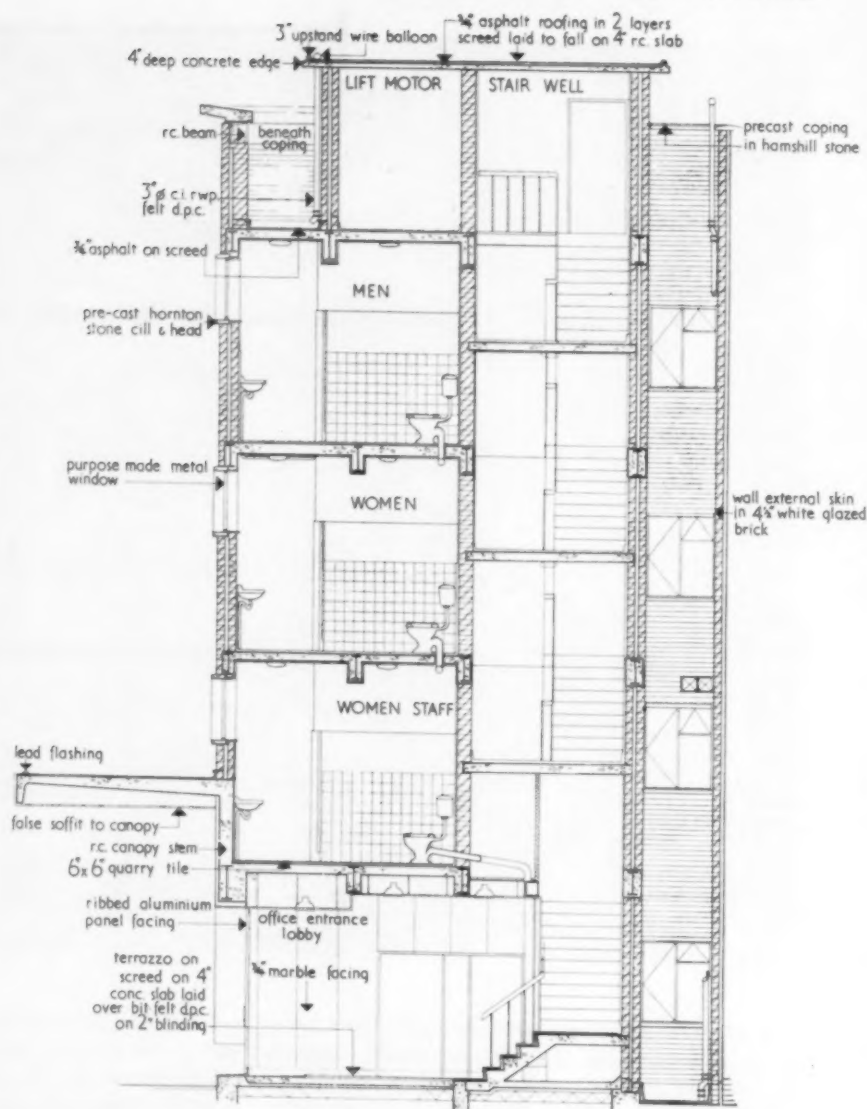 3" upstand wire balloon
¾" asphalt roofing in 2 layers
screed laid to fall on 4" rc. slab
4" deep concrete edge
LIFT MOTOR
STAIR WELL
r.c. beam
beneath
coping
precast coping
in hamshill stone
3" ø c.i. rwp
felt d.p.c.
¾" asphalt on screed
MEN
pre-cast hornton
stone cill & head
purpose made metal
window
WOMEN
wall external skin
in 4½" white glazed
brick
WOMEN STAFF
lead flashing
false soffit to canopy
r.c. canopy stem
6" x 6" quarry tile
ribbed aluminium
panel facing
office entrance
lobby
¾" marble facing
terrazzo on
screed on 4"
conc. slab laid
over bit felt d.p.c.
on 2" blinding